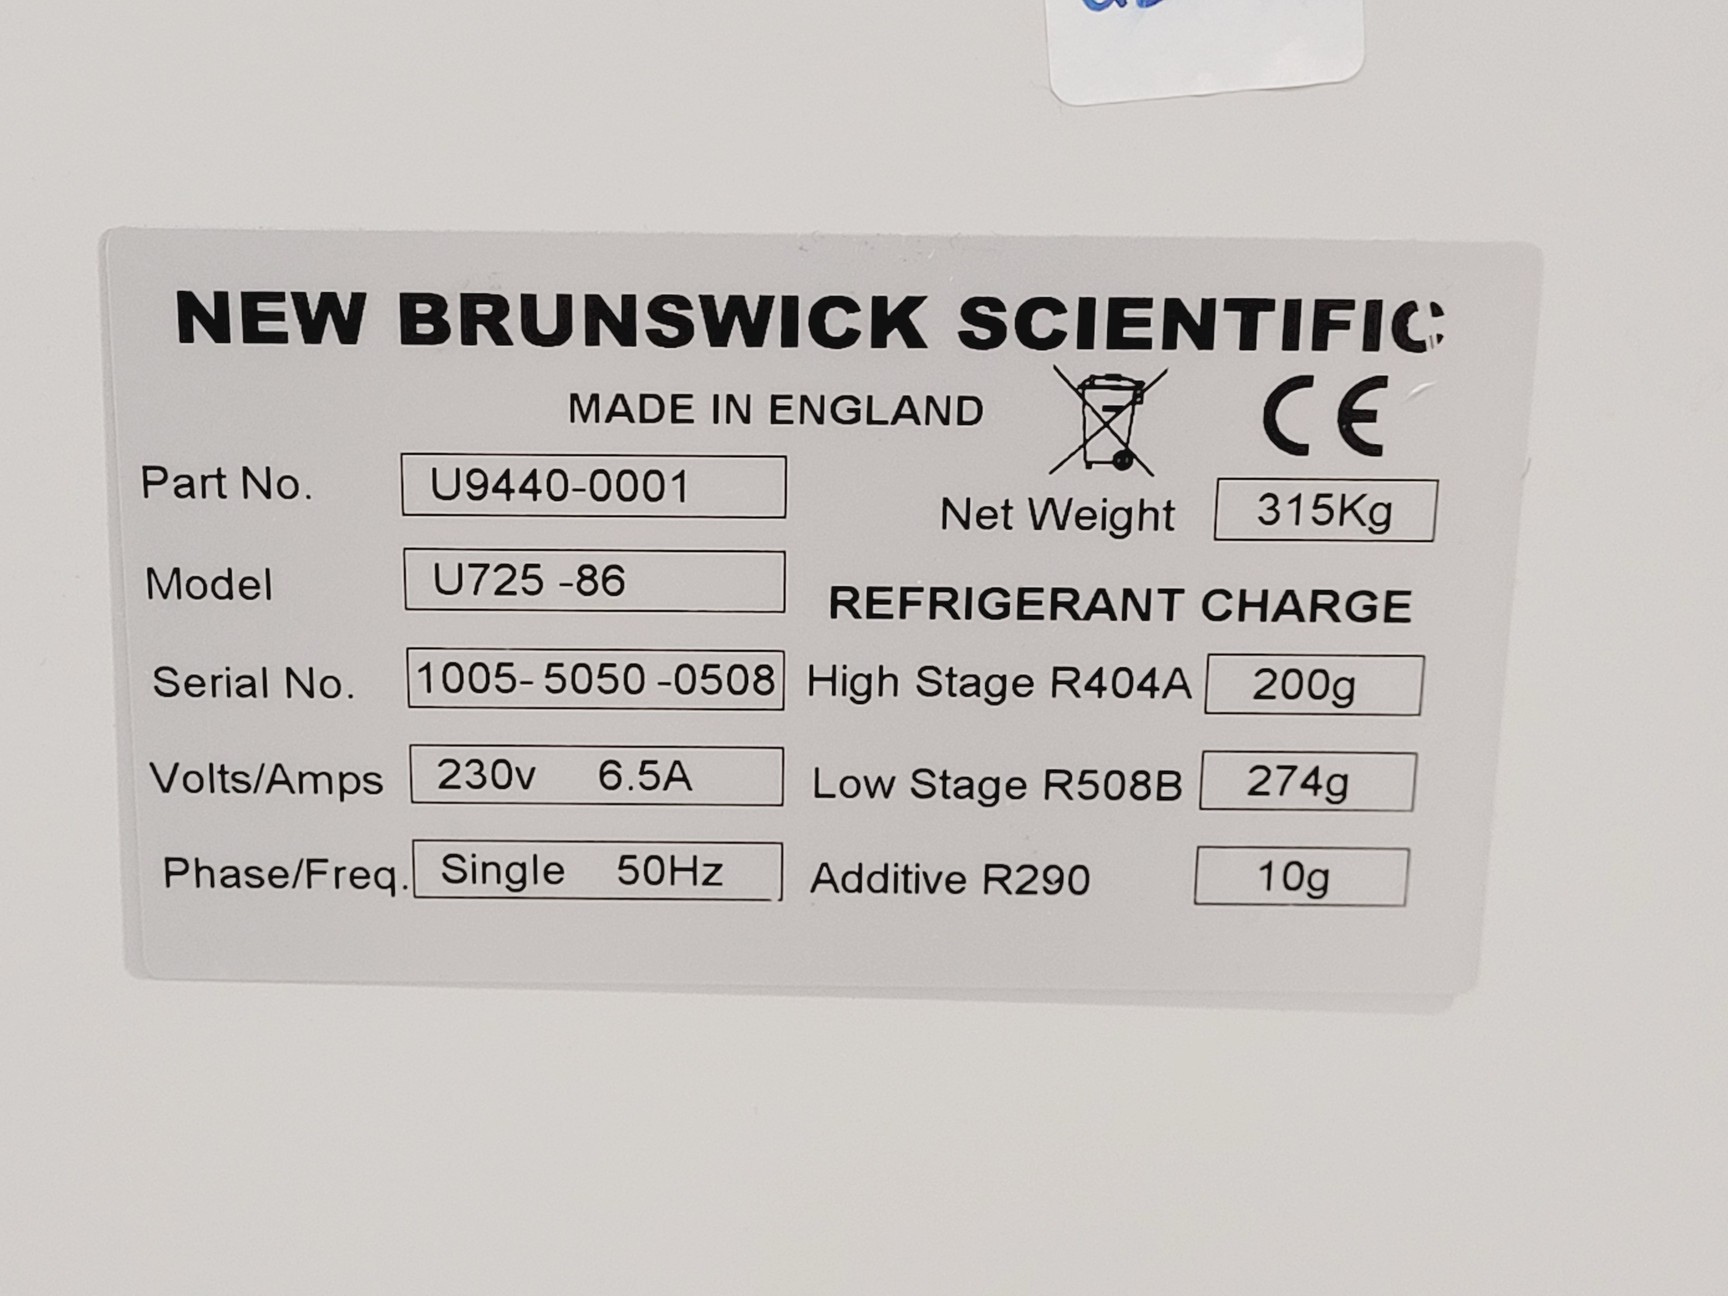 NEW BRUNSWICK SCIENTIFIC
MADE IN ENGLAND CE
Part No. U9440-0001
Net Weight 315Kg
Model U725 -86
REFRIGERANT CHARGE
Serial No. 1005- 5050 -0508 High Stage R404A 200g
Volts/Amps 230v 6.5A Low Stage R508B 274g
Phase/Freq. Single 50Hz Additive R290 10g